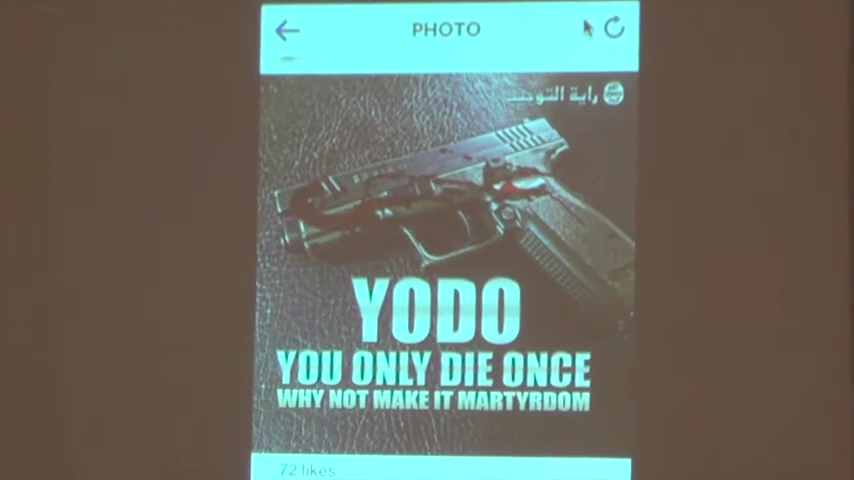 PHOTO
راية التوحيد
YODO
YOU ONLY DIE ONCE
WHY NOT MAKE IT MARTYRDOM
72 likes